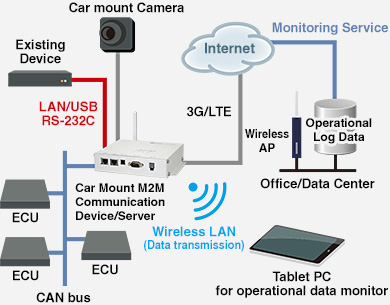 Car mount Camera
Existing
Device
Internet
Monitoring Service
LAN/USB
RS-232C
3G/LTE
Wireless
AP
Operational
Log Data
Office/Data Center
Car Mount M2M
Communication
Device/Server
ECU
ECU
ECU
CAN bus
Wireless LAN
(Data transmission)
Tablet PC
for operational data monitor